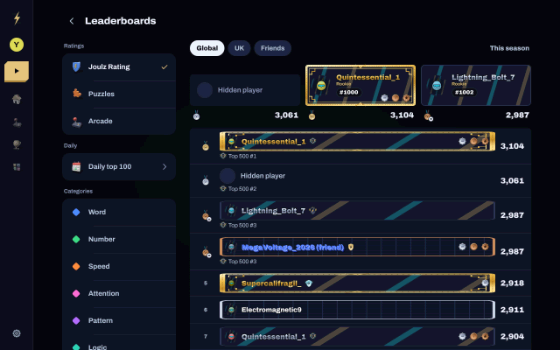 Leaderboards
Y
Ratings
Joulz Rating
Puzzles
Arcade
Daily
Daily top 100
Categories
Word
Number
Speed
Attention
Pattern
Logic
Global UK Friends This season
Hidden player
3,061
Quintessential_1
Rookie
#1000
3,104
Lightning_Bolt_7
Rookie
#1002
2,987
Quintessential_1 3,104
Top 500 #1
Hidden player 3,061
Top 500 #2
Lightning_Bolt_7 2,987
Top 500 #3
MegaVoltage_2025 (friend) 2,987
Top 500 #3
5 Supercalifragil_ 2,918
6 Electromagnetic9 2,911
7 Quintessential_1 2,904